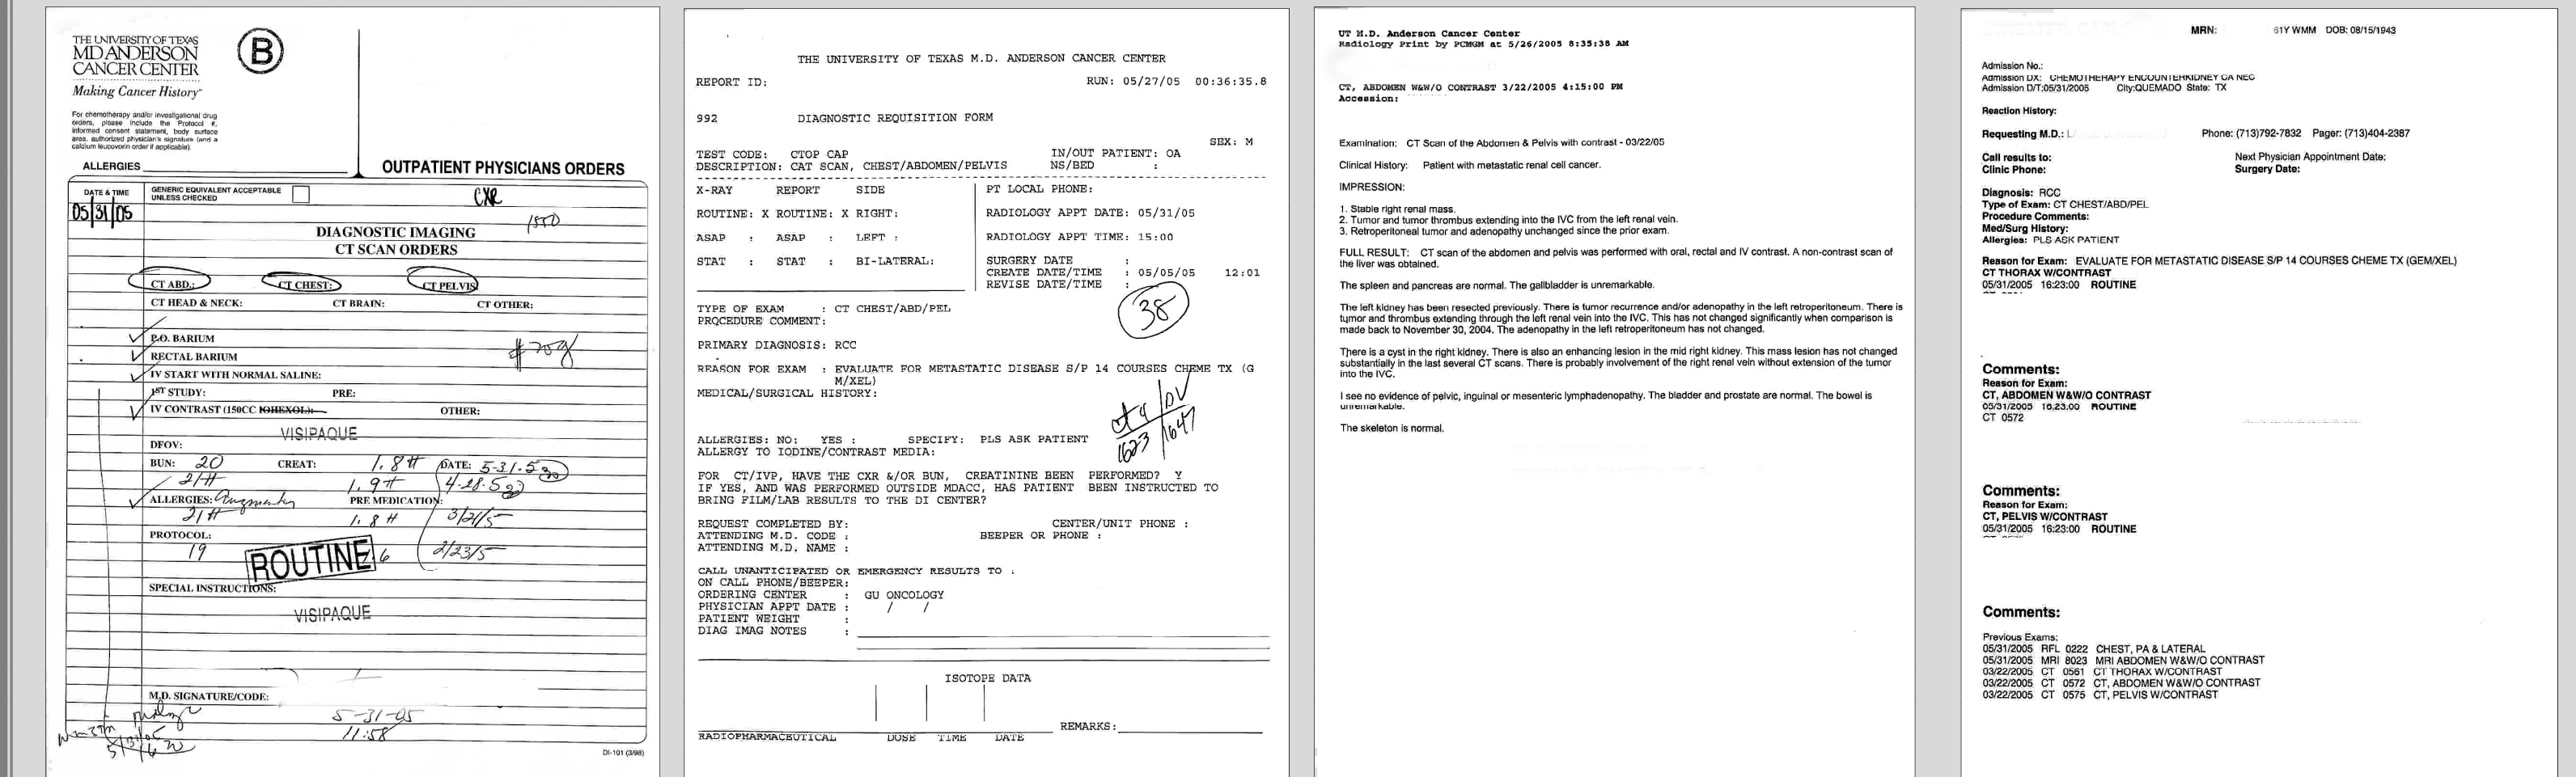 THE UNIVERSITY OF TEXAS
MD ANDERSON
CANCER CENTER
Making Cancer History
B
For chemotherapy and/or investigational drug
orders, please include the Protocol #,
informed consent statement, body surface
area, authorized physician's signature (and a
calcium leucovorin order if applicable).
ALLERGIES
OUTPATIENT PHYSICIANS ORDERS
DATE & TIME
GENERIC EQUIVALENT ACCEPTABLE
UNLESS CHECKED
CXR
05/31/05
DIAGNOSTIC IMAGING
CT SCAN ORDERS
CT ABD.: CT CHEST: CT PELVIS
CT HEAD & NECK: CT BRAIN: CT OTHER:
P.O. BARIUM
RECTAL BARIUM
IV START WITH NORMAL SALINE:
1ST STUDY: PRE:
IV CONTRAST (150CC IOHEXOL): OTHER:
VISIPAQUE
DFOV:
BUN: 20 CREAT: 1.8 H DATE: 5-31-5
21 H 1.9 H 4-28-5
ALLERGIES: PRE MEDICATION:
21 H 1.8 H 3/21/5
PROTOCOL:
19 2/23/5
ROUTINE
SPECIAL INSTRUCTIONS:
VISIPAQUE
M.D. SIGNATURE/CODE:
5-31-05
11:58
DI-101 (3/98)
THE UNIVERSITY OF TEXAS M.D. ANDERSON CANCER CENTER
REPORT ID: RUN: 05/27/05 00:36:35.8
992 DIAGNOSTIC REQUISITION FORM
SEX: M
TEST CODE: CTOP CAP IN/OUT PATIENT: OA
DESCRIPTION: CAT SCAN, CHEST/ABDOMEN/PELVIS NS/BED :
X-RAY REPORT SIDE PT LOCAL PHONE:
ROUTINE: X ROUTINE: X RIGHT: RADIOLOGY APPT DATE: 05/31/05
ASAP : ASAP : LEFT : RADIOLOGY APPT TIME: 15:00
STAT : STAT : BI-LATERAL: SURGERY DATE :
CREATE DATE/TIME : 05/05/05 12:01
REVISE DATE/TIME :
38
TYPE OF EXAM : CT CHEST/ABD/PEL
PROCEDURE COMMENT:
PRIMARY DIAGNOSIS: RCC
REASON FOR EXAM : EVALUATE FOR METASTATIC DISEASE S/P 14 COURSES CHEME TX (G
M/XEL)
MEDICAL/SURGICAL HISTORY:
1623 1647
ALLERGIES: NO: YES : SPECIFY: PLS ASK PATIENT
ALLERGY TO IODINE/CONTRAST MEDIA:
FOR CT/IVP, HAVE THE CXR &/OR BUN, CREATININE BEEN PERFORMED? Y
IF YES, AND WAS PERFORMED OUTSIDE MDACC, HAS PATIENT BEEN INSTRUCTED TO
BRING FILM/LAB RESULTS TO THE DI CENTER?
REQUEST COMPLETED BY: CENTER/UNIT PHONE :
ATTENDING M.D. CODE : BEEPER OR PHONE :
ATTENDING M.D. NAME :
CALL UNANTICIPATED OR EMERGENCY RESULTS TO :
ON CALL PHONE/BEEPER:
ORDERING CENTER : GU ONCOLOGY
PHYSICIAN APPT DATE : / /
PATIENT WEIGHT :
DIAG IMAG NOTES :
ISOTOPE DATA
REMARKS:
RADIOPHARMACEUTICAL DOSE TIME DATE
UT M.D. Anderson Cancer Center
Radiology Print by PCMGM at 5/26/2005 8:35:38 AM
CT, ABDOMEN W&W/O CONTRAST 3/22/2005 4:15:00 PM
Accession:
Examination: CT Scan of the Abdomen & Pelvis with contrast - 03/22/05
Clinical History: Patient with metastatic renal cell cancer.
IMPRESSION:
1. Stable right renal mass.
2. Tumor and tumor thrombus extending into the IVC from the left renal vein.
3. Retroperitoneal tumor and adenopathy unchanged since the prior exam.
FULL RESULT: CT scan of the abdomen and pelvis was performed with oral, rectal and IV contrast. A non-contrast scan of
the liver was obtained.
The spleen and pancreas are normal. The gallbladder is unremarkable.
The left kidney has been resected previously. There is tumor recurrence and/or adenopathy in the left retroperitoneum. There is
tumor and thrombus extending through the left renal vein into the IVC. This has not changed significantly when comparison is
made back to November 30, 2004. The adenopathy in the left retroperitoneum has not changed.
There is a cyst in the right kidney. There is also an enhancing lesion in the mid right kidney. This mass lesion has not changed
substantially in the last several CT scans. There is probably involvement of the right renal vein without extension of the tumor
into the IVC.
I see no evidence of pelvic, inguinal or mesenteric lymphadenopathy. The bladder and prostate are normal. The bowel is
unremarkable.
The skeleton is normal.
MRN: 61Y WMM DOB: 08/15/1943
Admission No.:
Admission DX: CHEMOTHERAPY ENCOUNTERKIDNEY CA NEC
Admission D/T:05/31/2005 City:QUEMADO State: TX
Reaction History:
Requesting M.D.: Phone: (713)792-7832 Pager: (713)404-2387
Call results to: Next Physician Appointment Date:
Clinic Phone: Surgery Date:
Diagnosis: RCC
Type of Exam: CT CHEST/ABD/PEL
Procedure Comments:
Med/Surg History:
Allergies: PLS ASK PATIENT
Reason for Exam: EVALUATE FOR METASTATIC DISEASE S/P 14 COURSES CHEME TX (GEM/XEL)
CT THORAX W/CONTRAST
05/31/2005 16:23:00 ROUTINE
Comments:
Reason for Exam:
CT, ABDOMEN W&W/O CONTRAST
05/31/2005 16:23:00 ROUTINE
CT 0572
Comments:
Reason for Exam:
CT, PELVIS W/CONTRAST
05/31/2005 16:23:00 ROUTINE
Comments:
Previous Exams:
05/31/2005 RFL 0222 CHEST, PA & LATERAL
05/31/2005 MRI 8023 MRI ABDOMEN W&W/O CONTRAST
03/22/2005 CT 0561 CT THORAX W/CONTRAST
03/22/2005 CT 0572 CT, ABDOMEN W&W/O CONTRAST
03/22/2005 CT 0575 CT, PELVIS W/CONTRAST